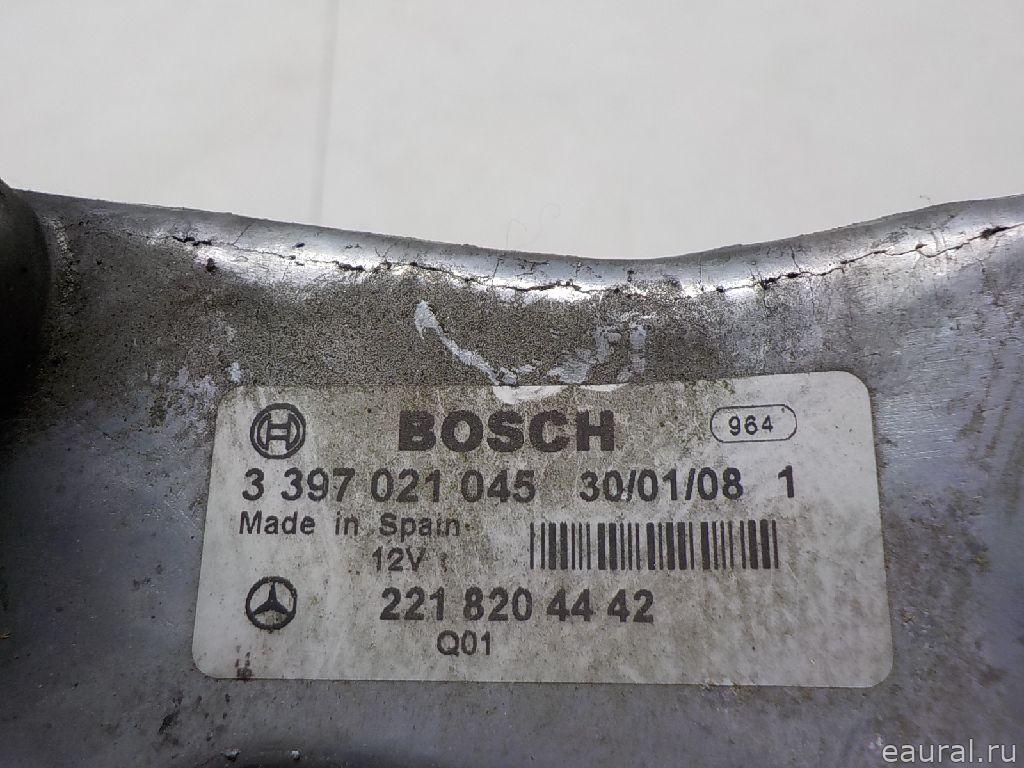 BOSCH 964
3 397 021 045 30/01/08 1
Made in Spain
12V
221 820 44 42
Q01
eaural.ru